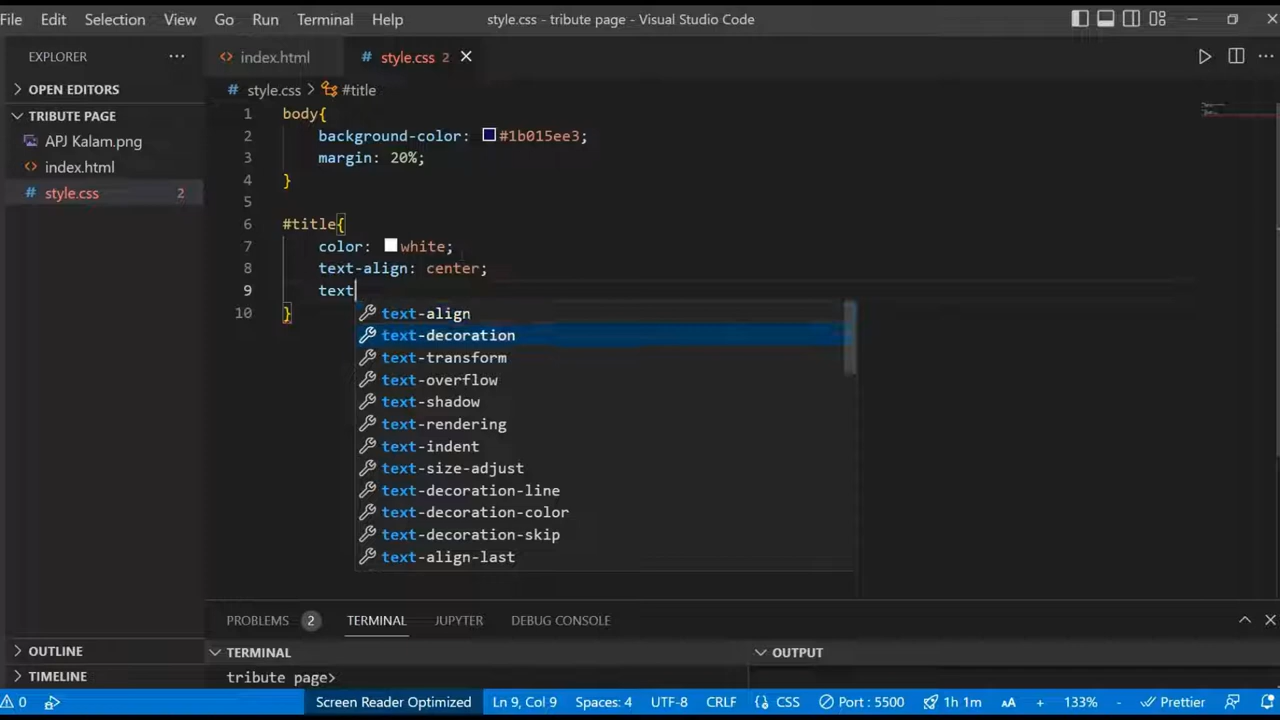 File Edit Selection View Go Run Terminal Help style.css - tribute page - Visual Studio Code
EXPLORER ··· <> index.html # style.css 2 ×
> OPEN EDITORS
# style.css > #title
TRIBUTE PAGE
APJ Kalam.png
<> index.html
# style.css 2
1 body{
2 background-color: #1b015ee3;
3 margin: 20%;
4 }
5
6 #title{
7 color: white;
8 text-align: center;
9 text
10 }
text-align
text-decoration
text-transform
text-overflow
text-shadow
text-rendering
text-indent
text-size-adjust
text-decoration-line
text-decoration-color
text-decoration-skip
text-align-last
PROBLEMS 2 TERMINAL JUPYTER DEBUG CONSOLE
> OUTLINE
TERMINAL OUTPUT
> TIMELINE
tribute page>
0 Screen Reader Optimized Ln 9, Col 9 Spaces: 4 UTF-8 CRLF {} CSS Port : 5500 1h 1m AA 133% Prettier